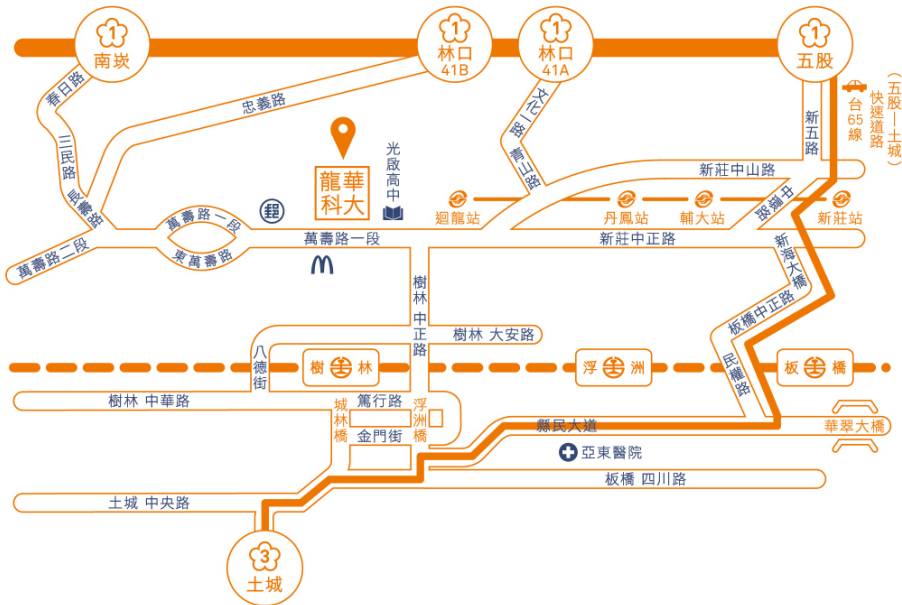 1
南崁
1
林口
41B
1
林口
41A
1
五股
春日路
三民路
長壽路
忠義路
文化一路
青山路
新五路
台65線
快速道路
(五股—土城)
龍華
科大
光啟高中
郵
迴龍站
丹鳳站
輔大站
新莊站
新莊中山路
中環路
萬壽路二段
萬壽路一段
東萬壽路
萬壽路一段
新莊中正路
新海大橋
樹林 中正路
樹林 大安路
板橋中正路
民權路
八德街
樹 林
浮 洲
板 橋
樹林 中華路
城林橋
篤行路
金門街
浮洲橋
縣民大道
華翠大橋
亞東醫院
板橋 四川路
土城 中央路
3
土城